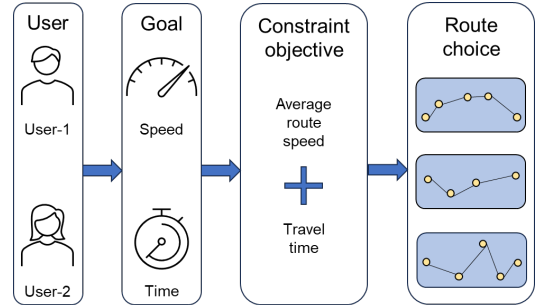 User
User-1
User-2
Goal
Speed
Time
Constraint
objective
Average
route
speed
Travel
time
Route
choice